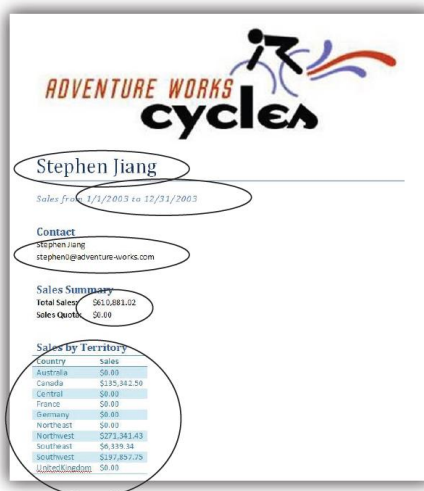 ADVENTURE WORKS
cycles
Stephen Jiang
Sales from 1/1/2003 to 12/31/2003
Contact
Stephen Jiang
stephen0@adventure-works.com
Sales Summary
Total Sales: $610,881.02
Sales Quota: $0.00
Sales by Territory
Country Sales
Australia $0.00
Canada $135,342.50
Central $0.00
France $0.00
Germany $0.00
Northeast $0.00
Northwest $271,341.43
Southeast $6,339.34
Southwest $197,857.75
UnitedKingdom $0.00